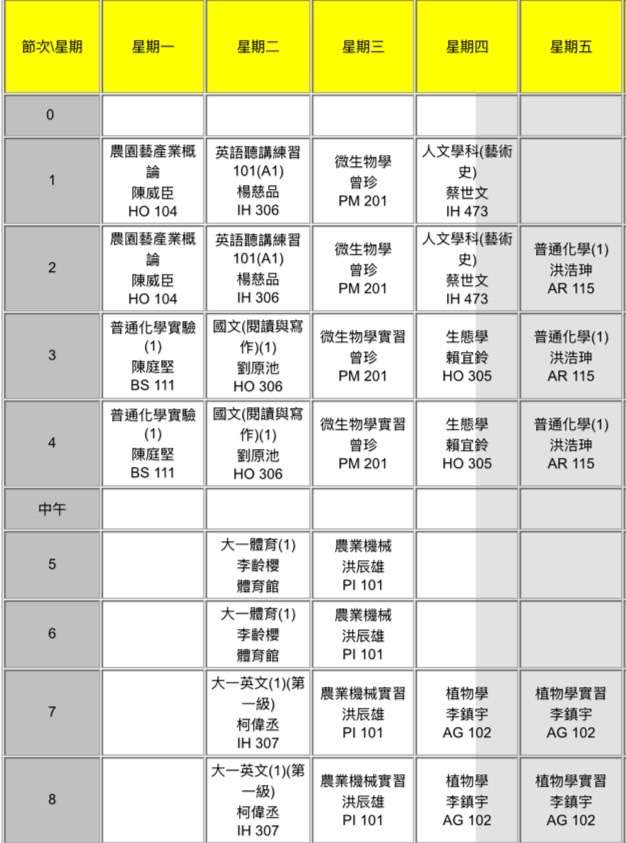 節次\星期 星期一 星期二 星期三 星期四 星期五
0
1
農園藝產業概
論
陳威臣
HO 104
英語聽講練習
101(A1)
楊慈品
IH 306
微生物學
曾珍
PM 201
人文學科(藝術
史)
蔡世文
IH 473
2
農園藝產業概
論
陳威臣
HO 104
英語聽講練習
101(A1)
楊慈品
IH 306
微生物學
曾珍
PM 201
人文學科(藝術
史)
蔡世文
IH 473
普通化學(1)
洪浩珅
AR 115
3
普通化學實驗
(1)
陳庭堅
BS 111
國文(閱讀與寫
作)(1)
劉原池
HO 306
微生物學實習
曾珍
PM 201
生態學
賴宜鈴
HO 305
普通化學(1)
洪浩珅
AR 115
4
普通化學實驗
(1)
陳庭堅
BS 111
國文(閱讀與寫
作)(1)
劉原池
HO 306
微生物學實習
曾珍
PM 201
生態學
賴宜鈴
HO 305
普通化學(1)
洪浩珅
AR 115
中午
5
大一體育(1)
李齡櫻
體育館
農業機械
洪辰雄
PI 101
6
大一體育(1)
李齡櫻
體育館
農業機械
洪辰雄
PI 101
7
大一英文(1)(第
一級)
柯偉丞
IH 307
農業機械實習
洪辰雄
PI 101
植物學
李鎮宇
AG 102
植物學實習
李鎮宇
AG 102
8
大一英文(1)(第
一級)
柯偉丞
IH 307
農業機械實習
洪辰雄
PI 101
植物學
李鎮宇
AG 102
植物學實習
李鎮宇
AG 102